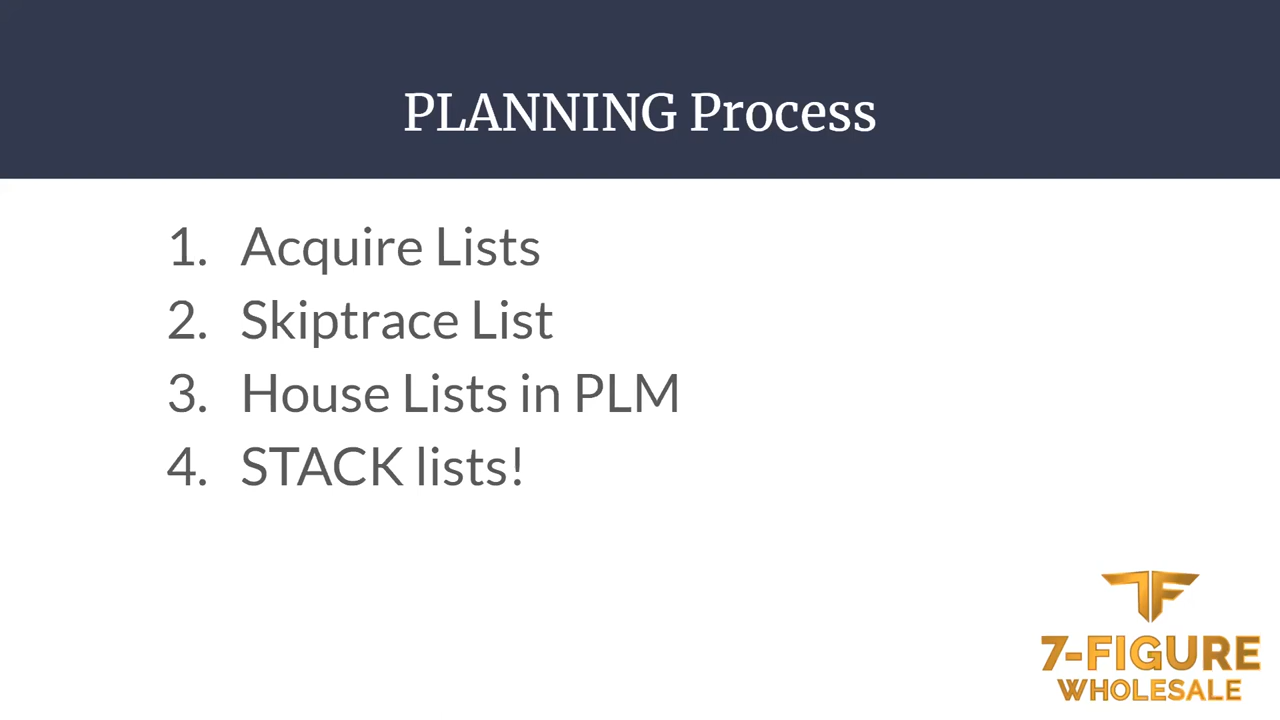 PLANNING Process
1. Acquire Lists
2. Skiptrace List
3. House Lists in PLM
4. STACK lists!
7F
7-FIGURE
WHOLESALE